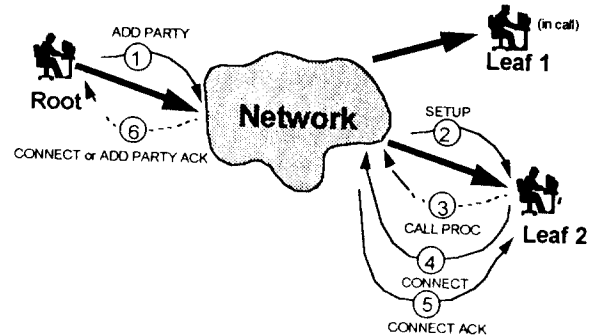 ADD PARTY
1
Root
6
CONNECT or ADD PARTY ACK
Network
(in call)
Leaf 1
SETUP
2
3
CALL PROC
Leaf 2
4
CONNECT
5
CONNECT ACK